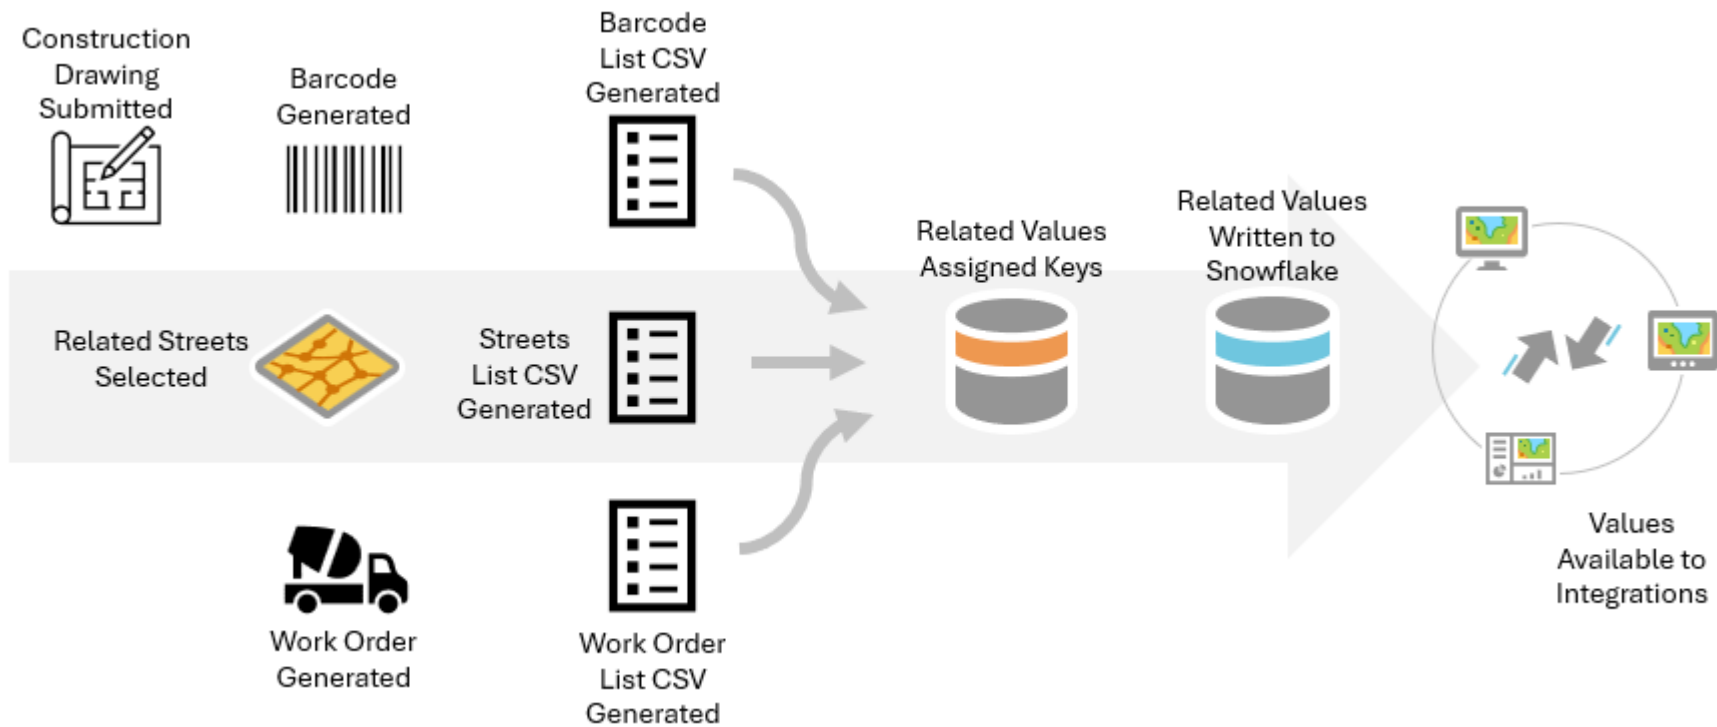 Construction
Drawing
Submitted
Barcode
Generated
Barcode
List CSV
Generated
Related Streets
Selected
Streets
List CSV
Generated
Work Order
Generated
Work Order
List CSV
Generated
Related Values
Assigned Keys
Related Values
Written to
Snowflake
Values
Available to
Integrations